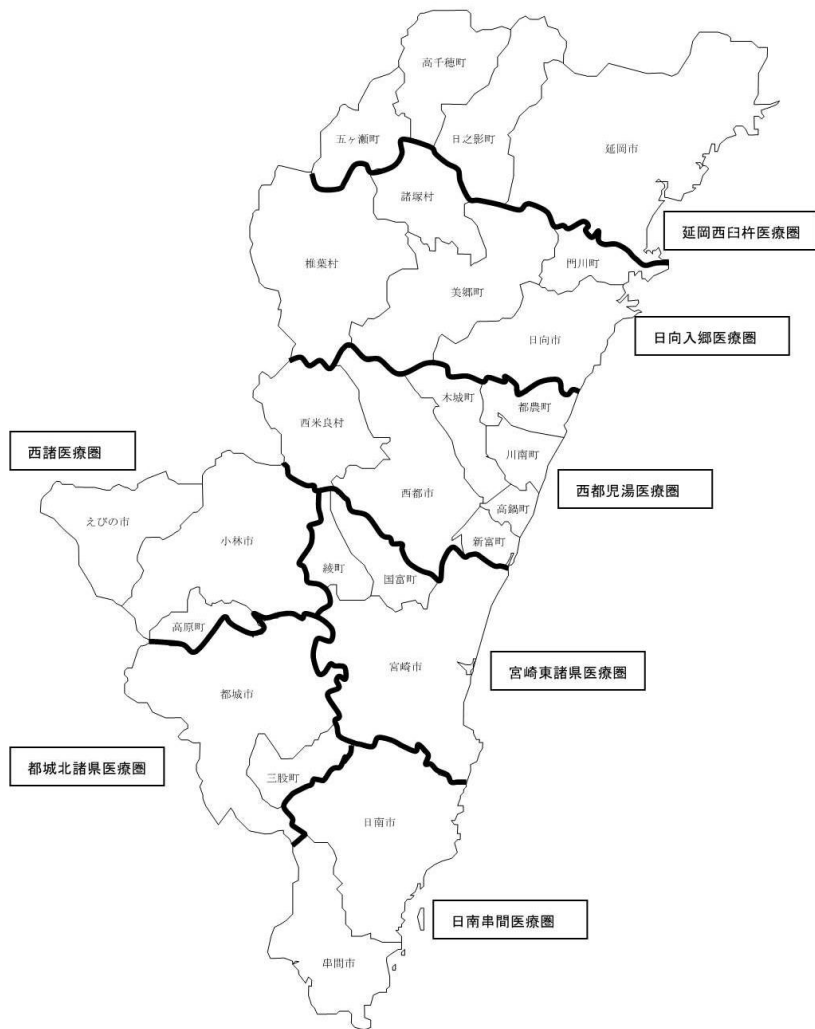 高千穂町
五ヶ瀬町
日之影町
延岡市
諸塚村
延岡西臼杵医療圏
椎葉村
門川町
美郷町
日向市
日向入郷医療圏
木城町
都農町
西米良村
川南町
西諸医療圏
西都市
西都児湯医療圏
高鍋町
えびの市
小林市
新富町
綾町
国富町
高原町
宮崎市
宮崎東諸県医療圏
都城市
都城北諸県医療圏
三股町
日南市
日南串間医療圏
串間市